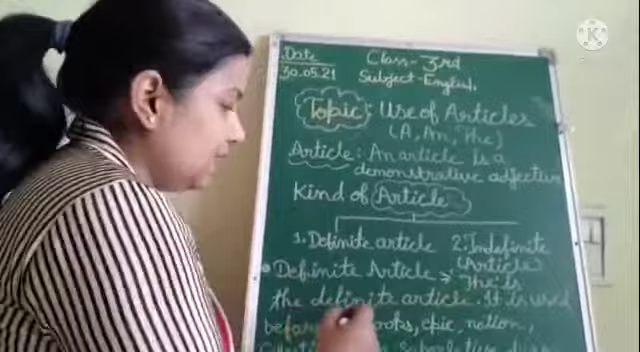 Date
30.05.21
Class - 3rd
Subject - English.
Topic : Use of Articles
(A, An, The)
Article : An article is a
demonstrative adjective
Kind of Article
1. Definite article 2. Indefinite
(Article)
Definite Article → The is
the definite article. It is used
books, epic, nation,